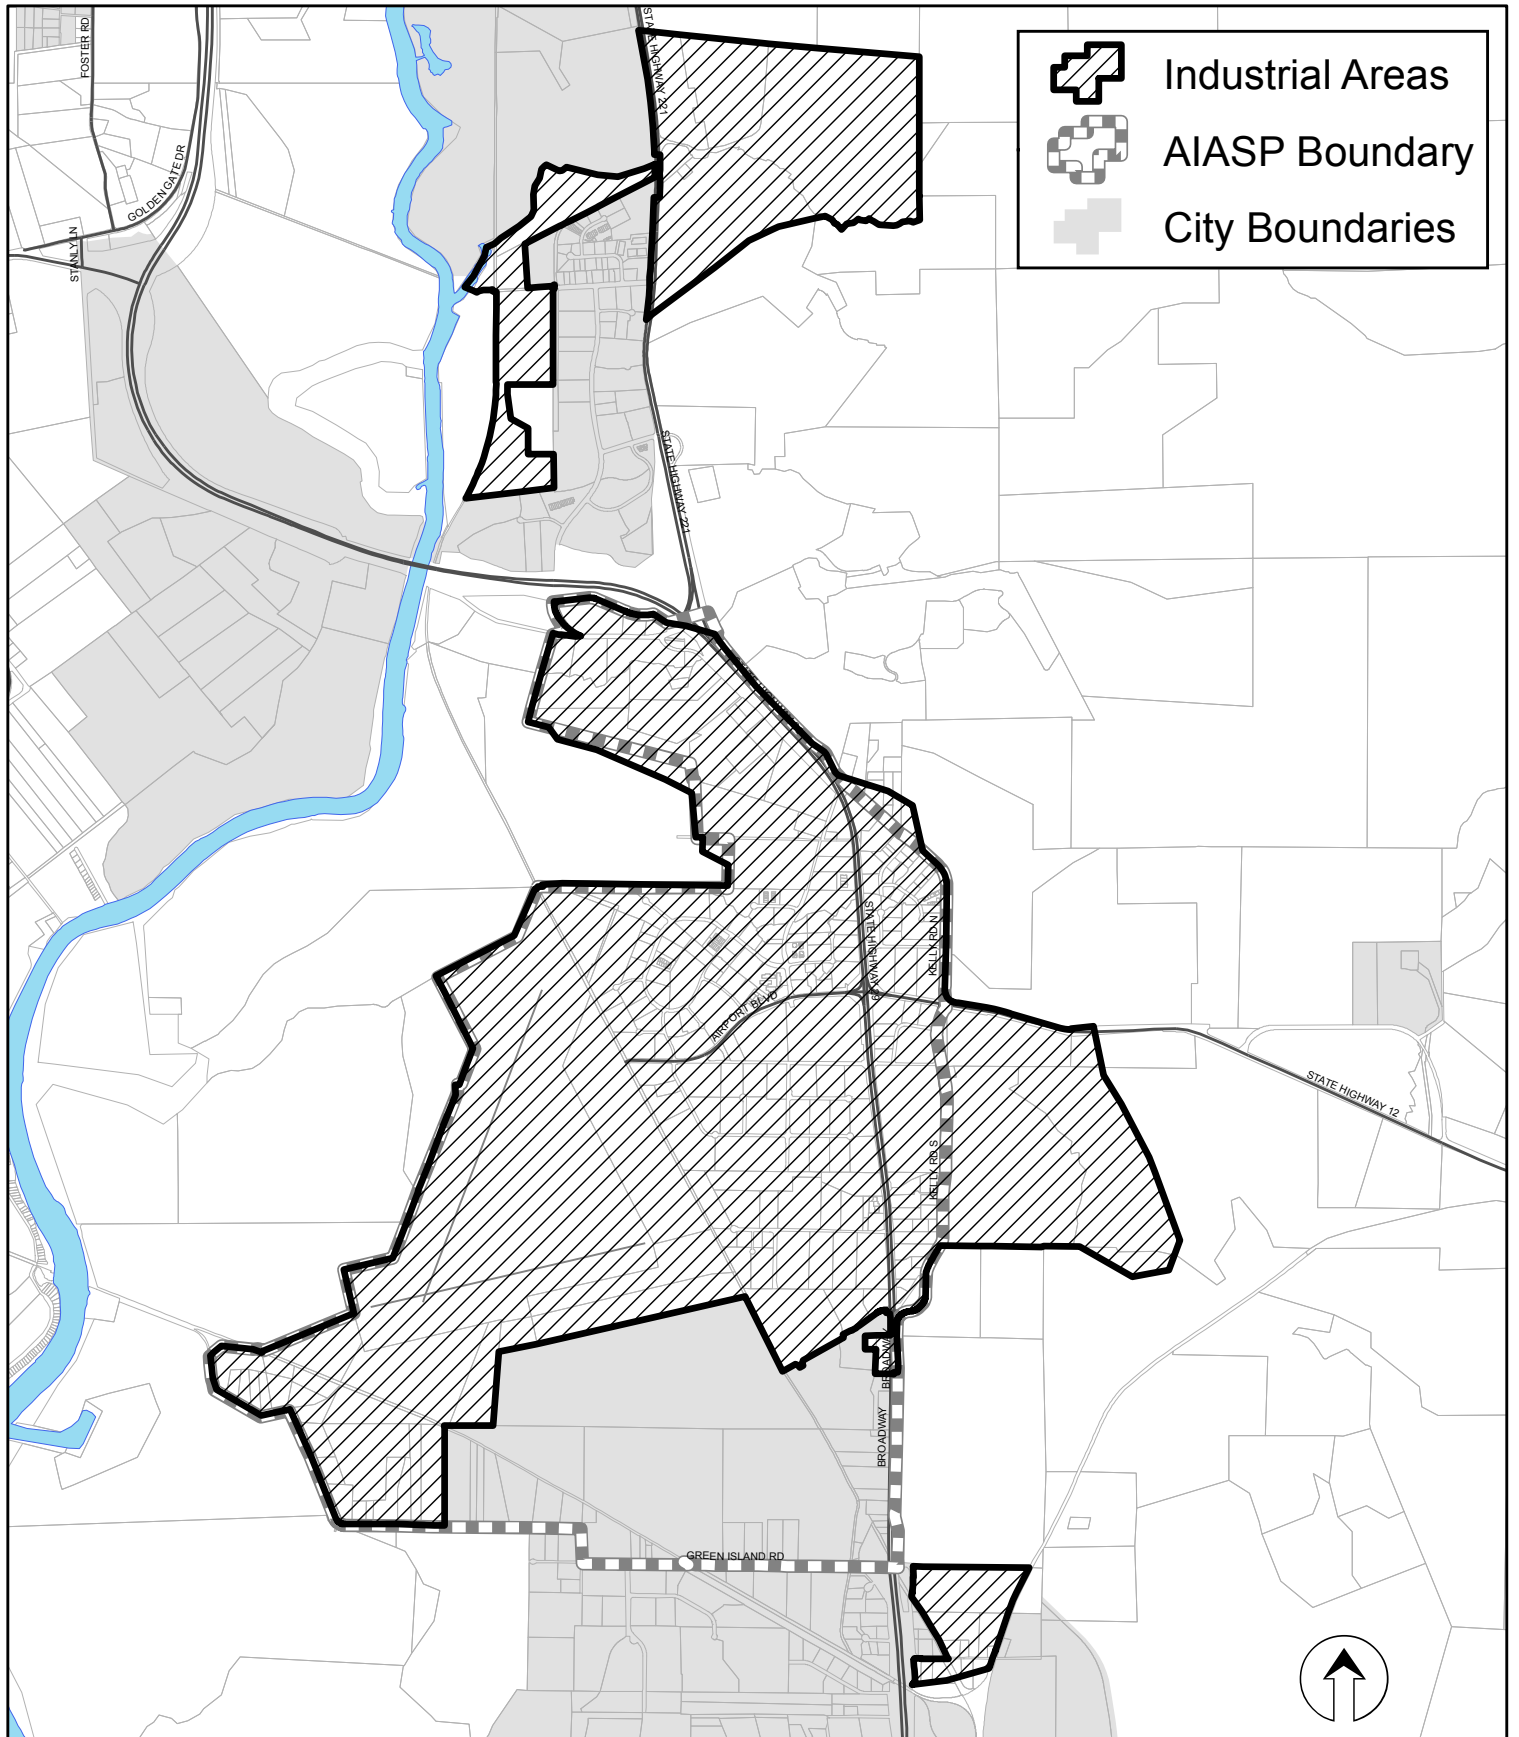 FOSTER RD
STATE HIGHWAY 221
Industrial Areas
AIASP Boundary
City Boundaries
GOLDEN GATE DR
STANLY LN
STATE HIGHWAY 221
STATE HIGHWAY 29
KELLY RD N
AIRPORT BLVD
STATE HIGHWAY 12
KELLY RD S
BROADWAY
BROADWAY
GREEN ISLAND RD